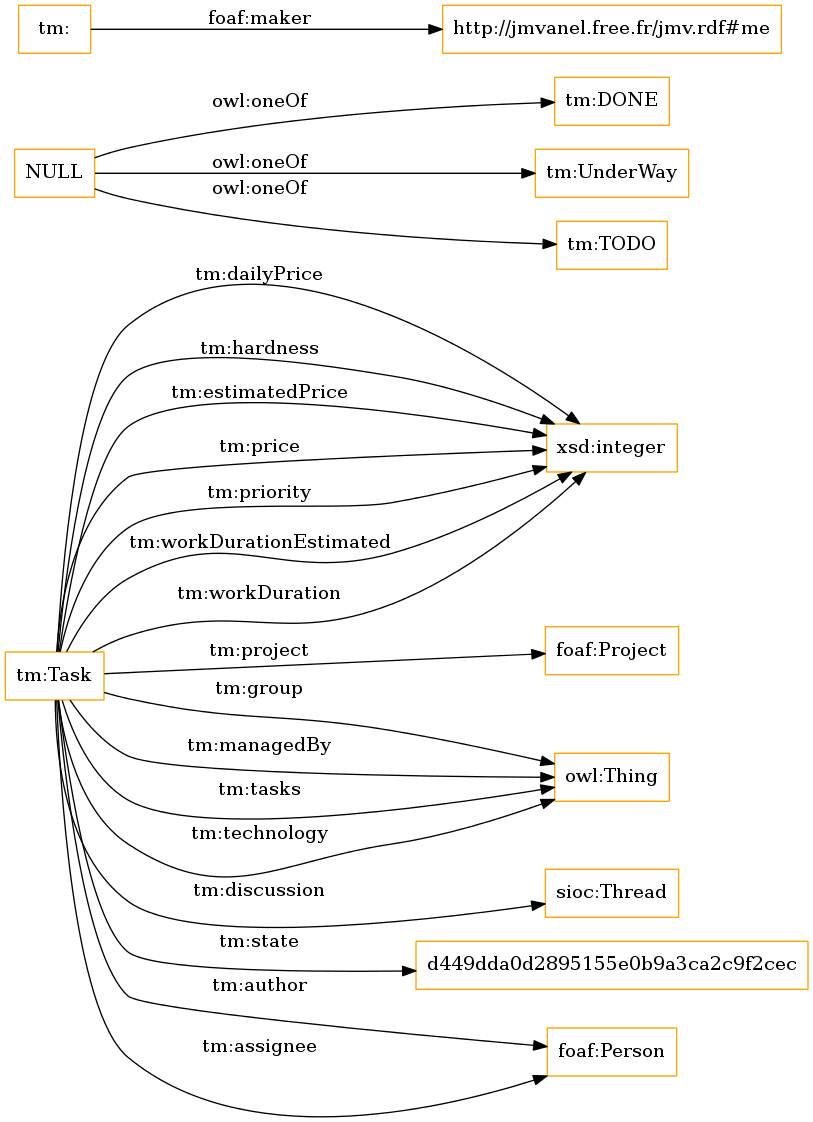 foaf:maker
tm:
http://jmvanel.free.fr/jmv.rdf#me
owl:oneOf
tm:DONE
NULL
owl:oneOf
tm:UnderWay
owl:oneOf
tm:TODO
tm:dailyPrice
tm:hardness
tm:estimatedPrice
tm:price
xsd:integer
tm:priority
tm:workDurationEstimated
tm:workDuration
tm:project
foaf:Project
tm:Task
tm:group
tm:managedBy
owl:Thing
tm:tasks
tm:technology
tm:discussion
sioc:Thread
tm:state
d449dda0d2895155e0b9a3ca2c9f2cec
tm:author
tm:assignee
foaf:Person